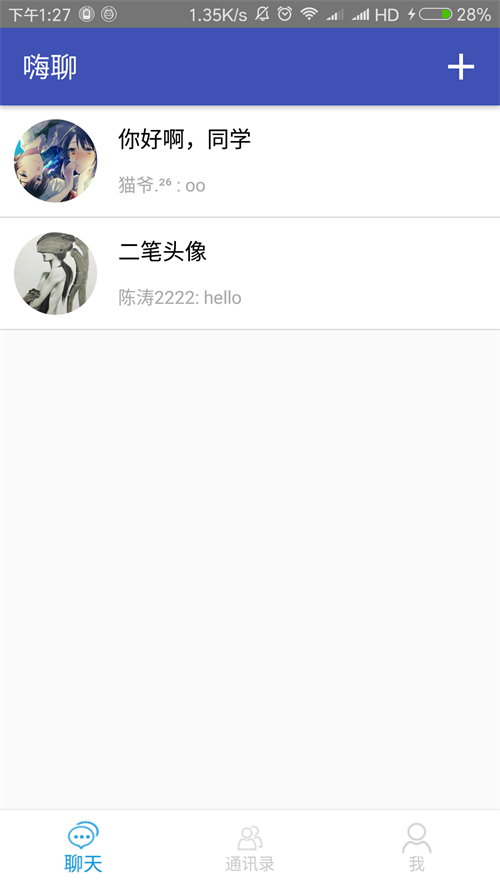 下午1:27 1.35K/s HD 28%
嗨聊
你好啊，同学
猫爷.²⁶ : oo
二笔头像
陈涛2222: hello
聊天 通讯录 我